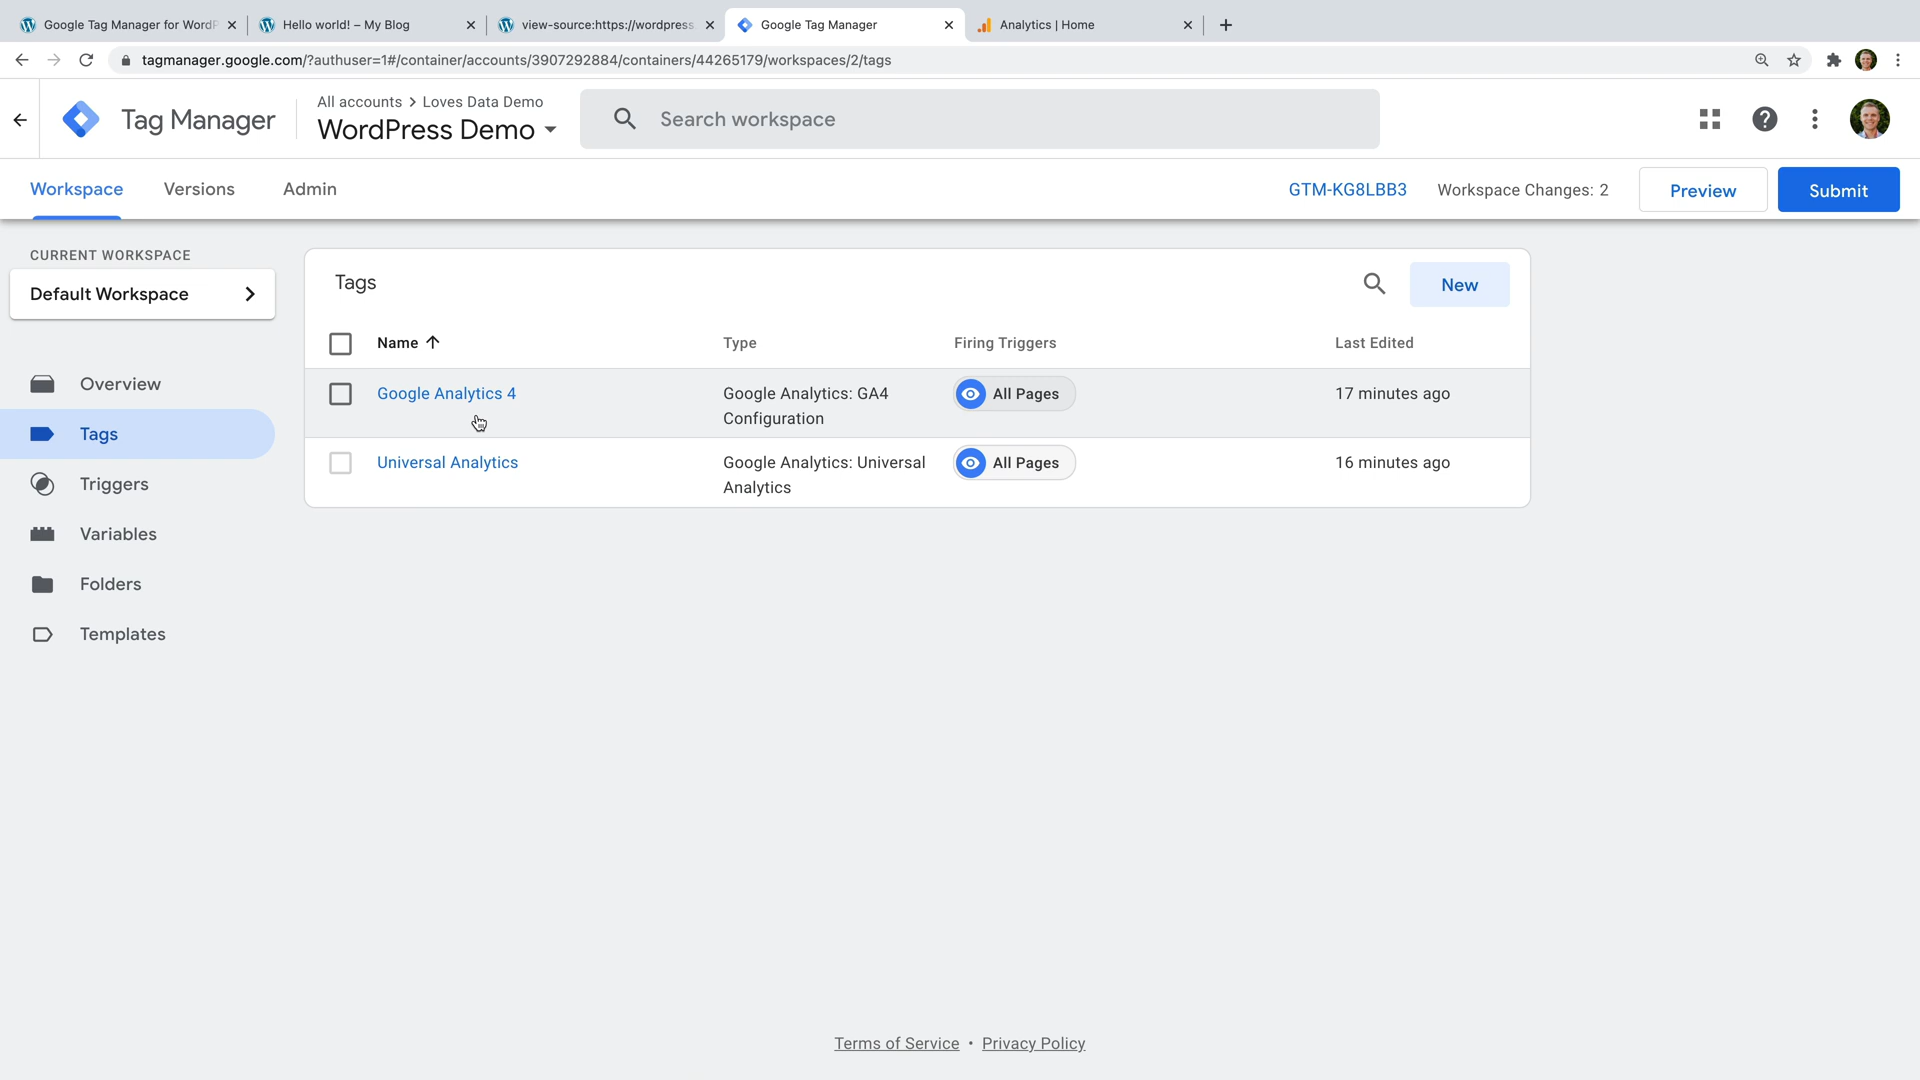 Google Tag Manager for WordP
Hello world! – My Blog
view-source:https://wordpress
Google Tag Manager
Analytics | Home
tagmanager.google.com/?authuser=1#/container/accounts/3907292884/containers/44265179/workspaces/2/tags
Tag Manager
All accounts > Loves Data Demo
WordPress Demo
Search workspace
Workspace
Versions
Admin
GTM-KG8LBB3
Workspace Changes: 2
Preview
Submit
CURRENT WORKSPACE
Default Workspace
Overview
Tags
Triggers
Variables
Folders
Templates
Tags
New
Name
Type
Firing Triggers
Last Edited
Google Analytics 4
Google Analytics: GA4
Configuration
All Pages
17 minutes ago
Universal Analytics
Google Analytics: Universal
Analytics
All Pages
16 minutes ago
Terms of Service • Privacy Policy